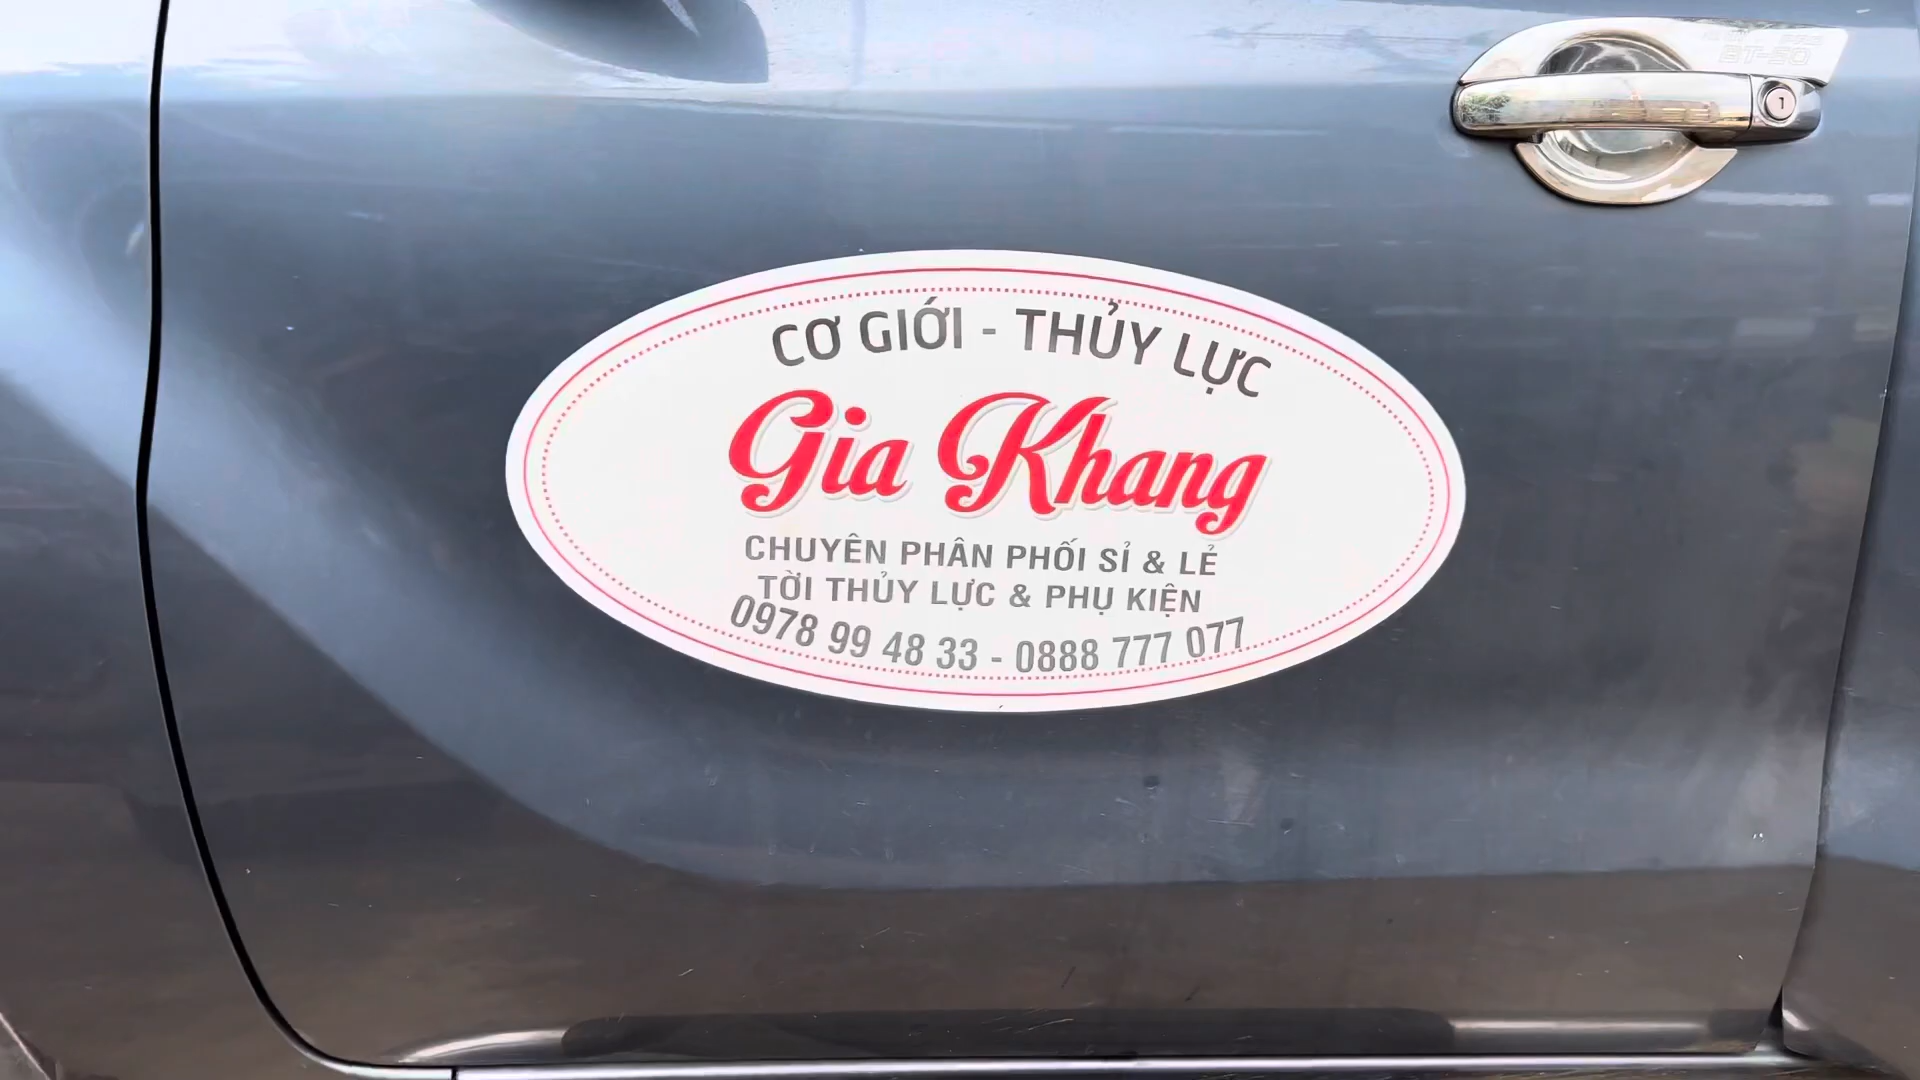 BT-50
1
CƠ GIỚI - THỦY LỰC
Gia Khang
CHUYÊN PHÂN PHỐI SỈ & LẺ
TỜI THỦY LỰC & PHỤ KIỆN
0978 99 48 33 - 0888 777 077